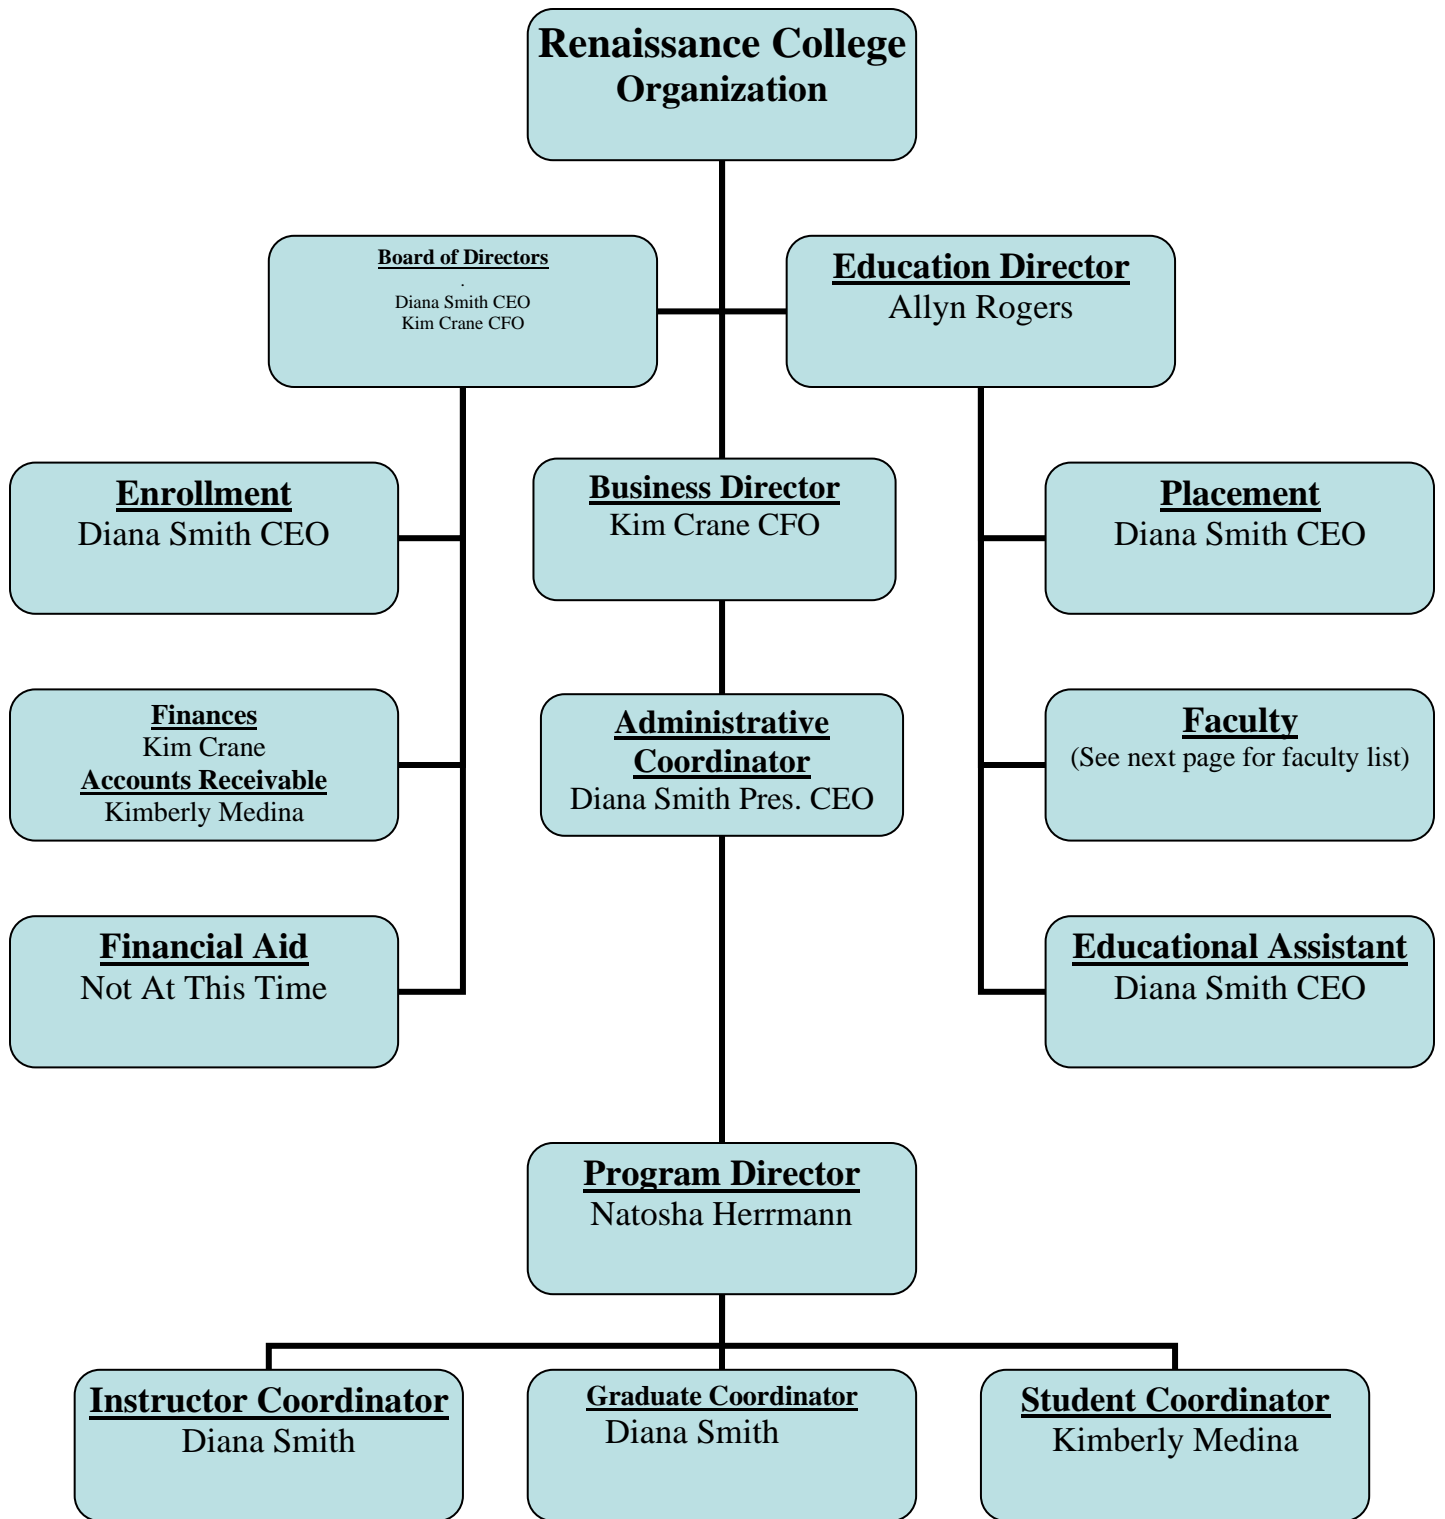 Renaissance College
Organization
Board of Directors
.
Diana Smith CEO
Kim Crane CFO
Education Director
Allyn Rogers
Enrollment
Diana Smith CEO
Business Director
Kim Crane CFO
Placement
Diana Smith CEO
Finances
Kim Crane
Accounts Receivable
Kimberly Medina
Administrative
Coordinator
Diana Smith Pres. CEO
Faculty
(See next page for faculty list)
Financial Aid
Not At This Time
Educational Assistant
Diana Smith CEO
Program Director
Natosha Herrmann
Instructor Coordinator
Diana Smith
Graduate Coordinator
Diana Smith
Student Coordinator
Kimberly Medina